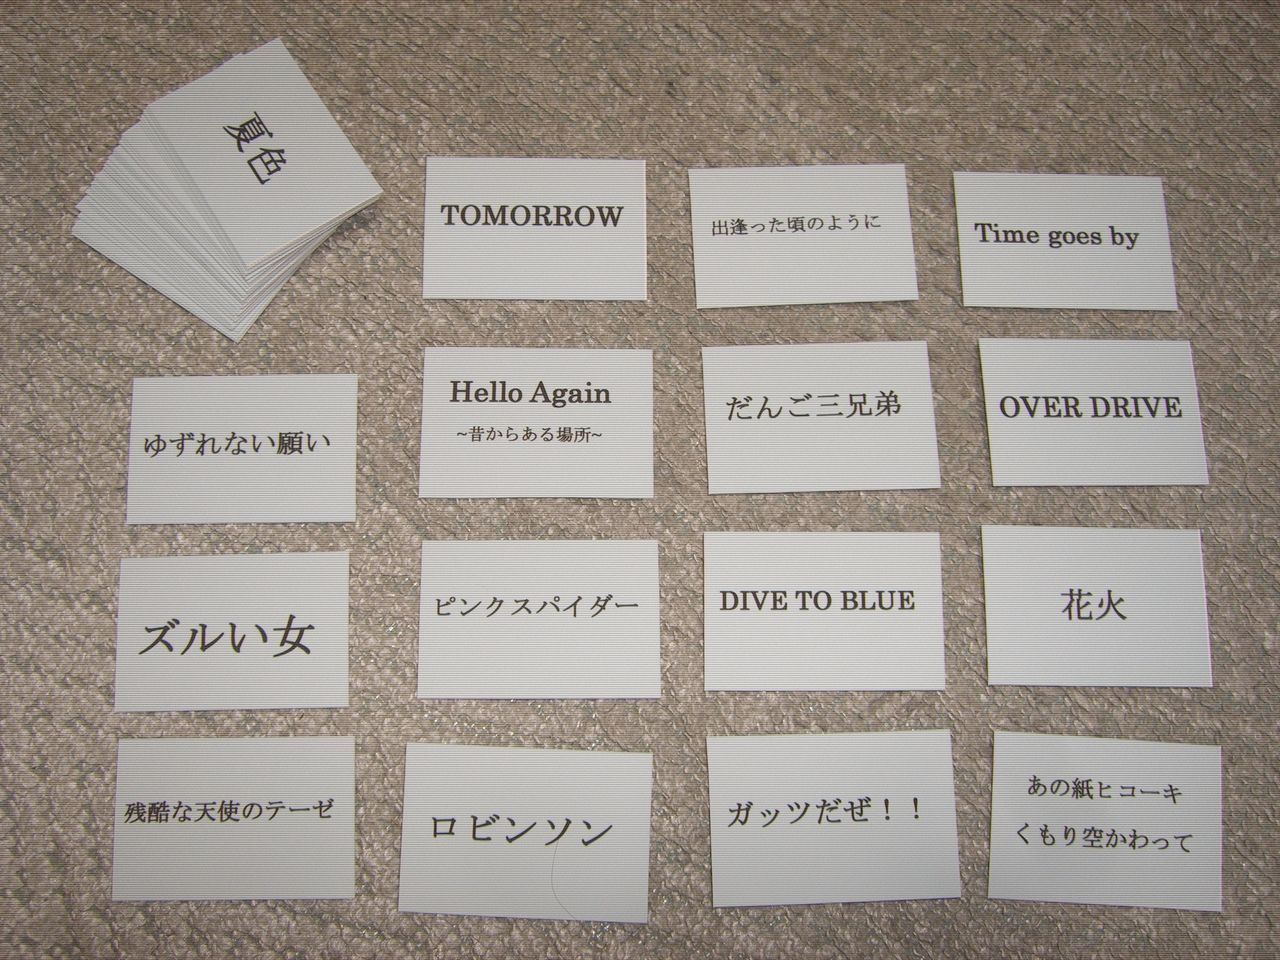 夏色
TOMORROW
出逢った頃のように
Time goes by
ゆずれない願い
Hello Again
~昔からある場所~
だんご三兄弟
OVER DRIVE
ズルい女
ピンクスパイダー
DIVE TO BLUE
花火
残酷な天使のテーゼ
ロビンソン
ガッツだぜ！！
あの紙ヒコーキ
くもり空かわって